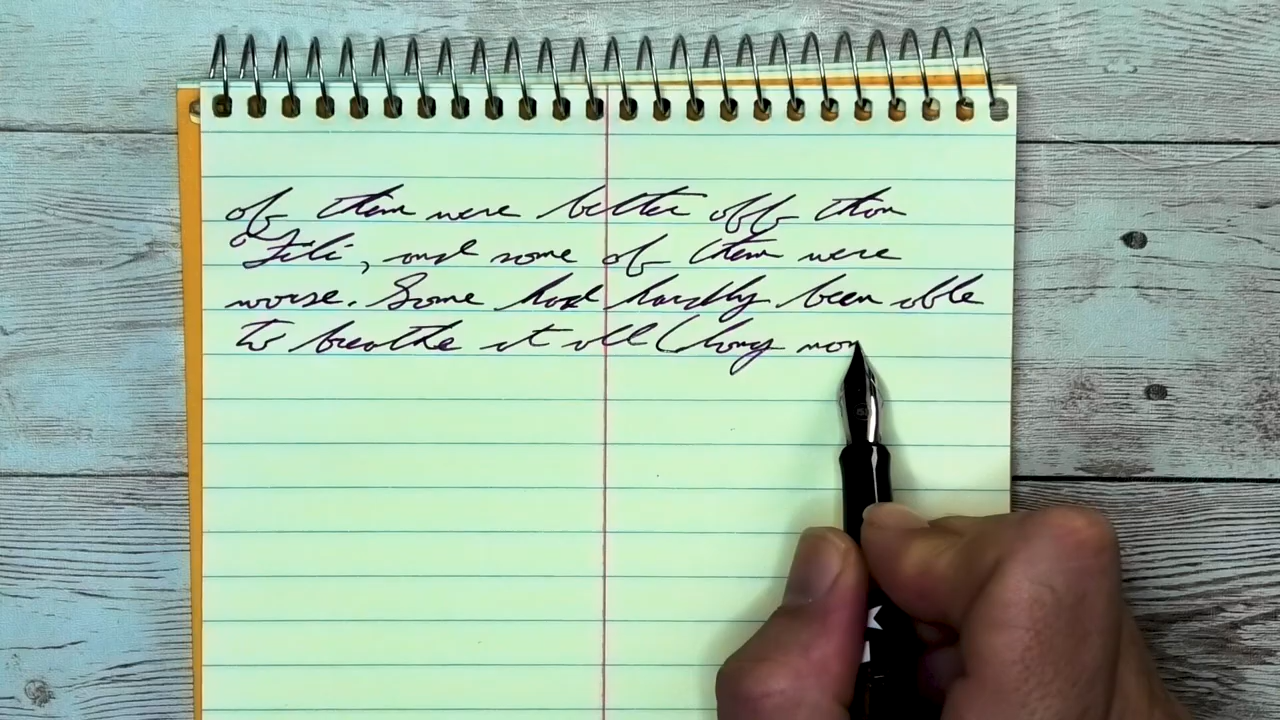 of them were better off than
Fili, and some of them were
worse. Some had hardly been able
to breathe at all (long